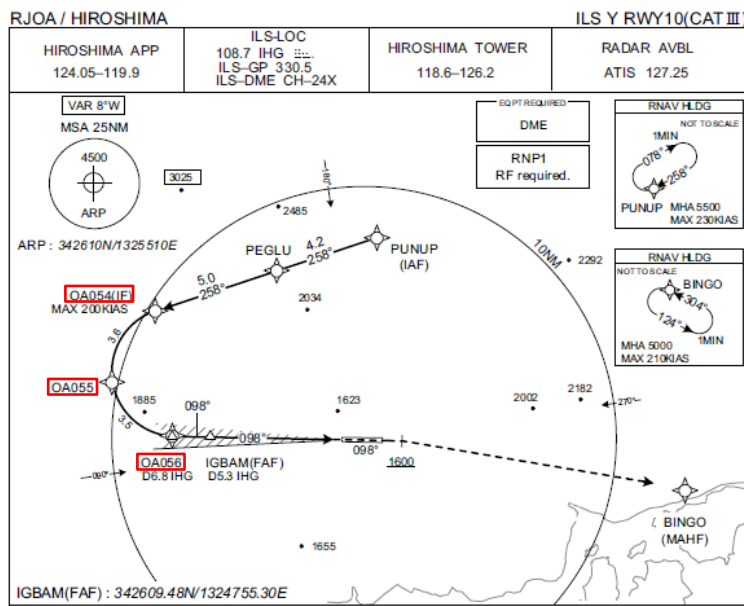 RJOA / HIROSHIMA
ILS Y RWY10(CAT Ⅲ)
HIROSHIMA APP
124.05–119.9
ILS-LOC
108.7 IHG
ILS–GP 330.5
ILS–DME CH–24X
HIROSHIMA TOWER
118.6–126.2
RADAR AVBL
ATIS 127.25
VAR 8°W
MSA 25NM
4500
ARP
ARP : 342610N/1325510E
3025
180°
2485
EQPT REQUIRED
DME
RNP1
RF required.
RNAV HLDG
NOT TO SCALE
1MIN
078°
258°
PUNUP
MHA 5500
MAX 230KIAS
PEGLU
4.2
258°
PUNUP
(IAF)
10NM
2292
5.0
258°
OA054(IF)
MAX 200KIAS
2034
RNAV HLDG
NOT TO SCALE
BINGO
304°
124°
1MIN
MHA 5000
MAX 210KIAS
3.6
OA055
1885
098°
1623
2002
2182
270°
3.5
098°
098°
OA056
D6.8 IHG
IGBAM(FAF)
D5.3 IHG
1600
090°
BINGO
(MAHF)
1655
IGBAM(FAF) : 342609.48N/1324755.30E